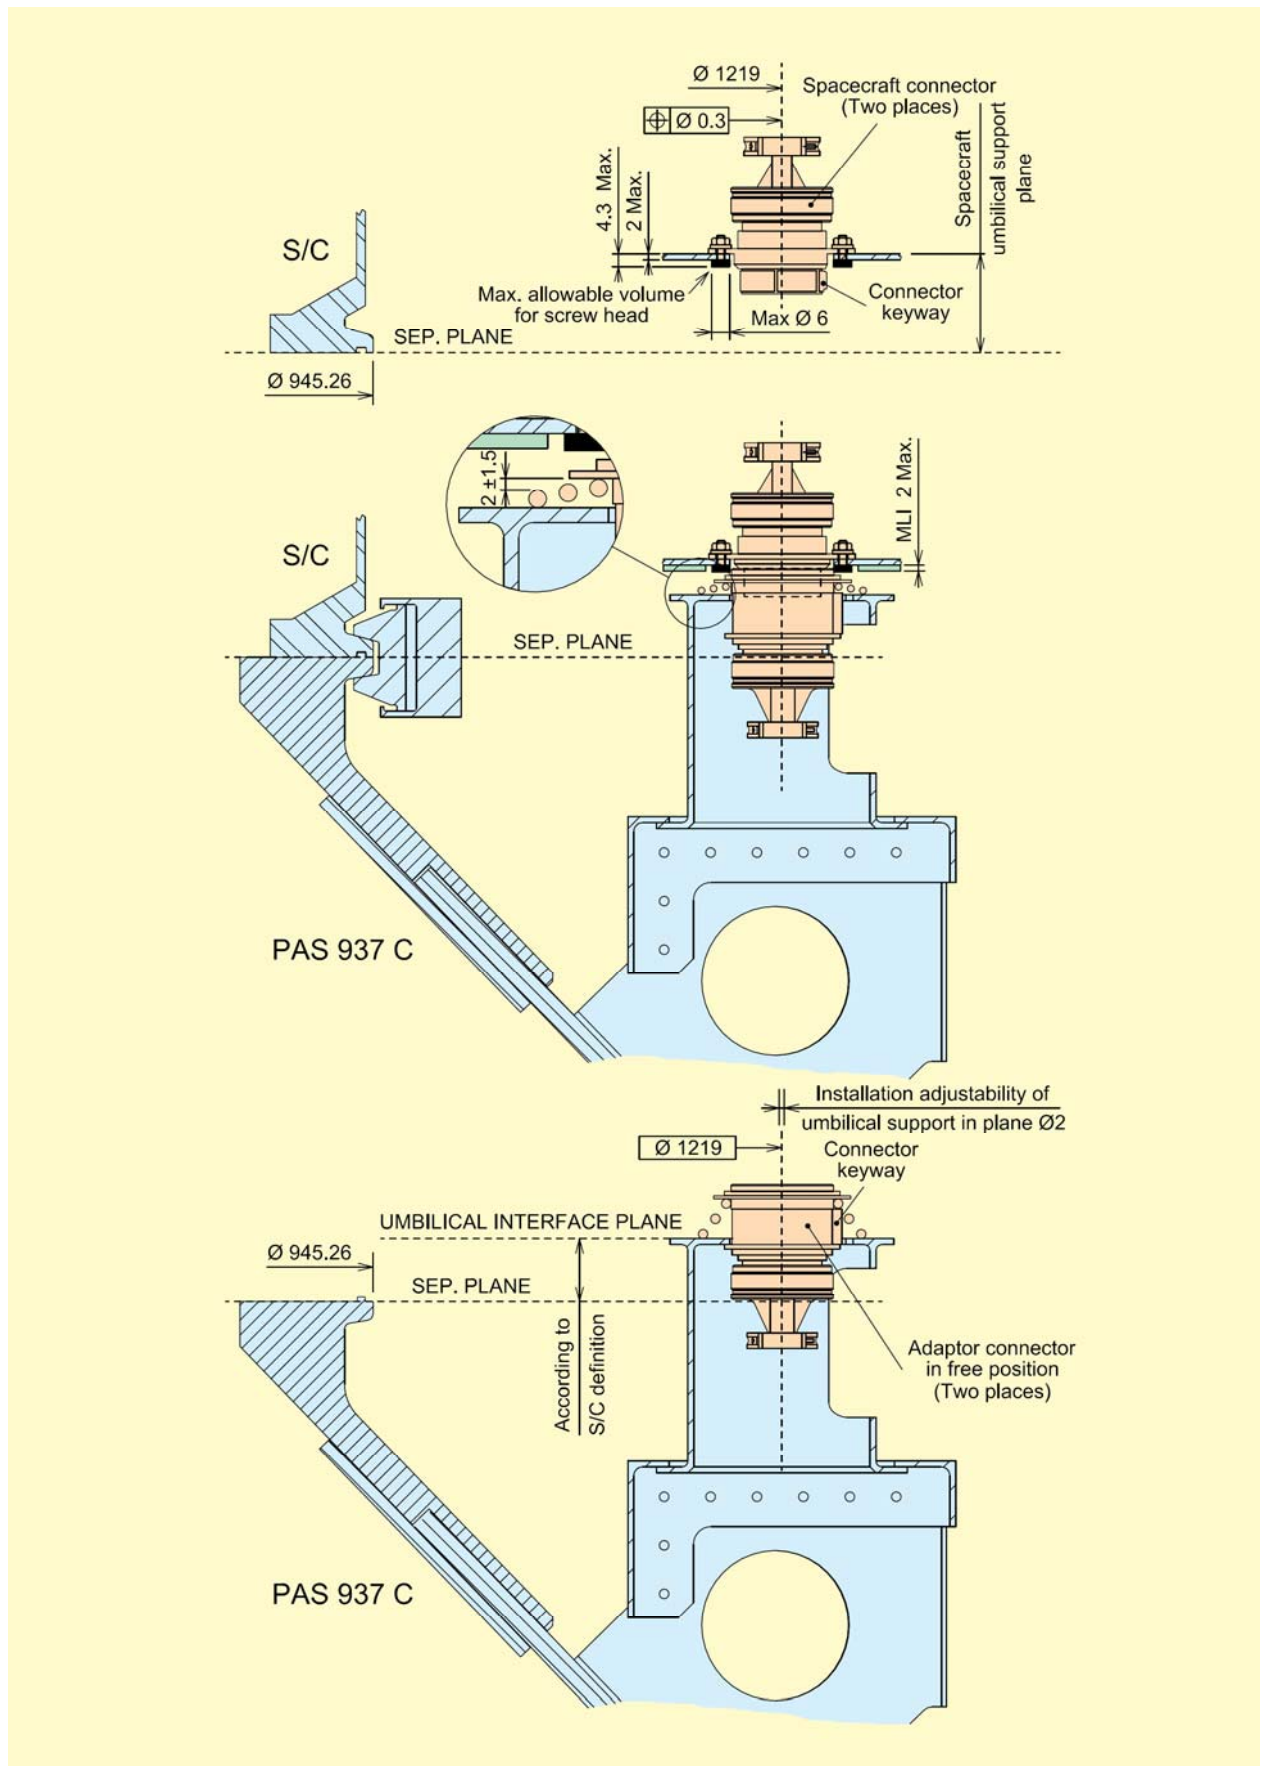 Ø 1219
Spacecraft connector
(Two places)
Ø 0.3
4.3 Max.
2 Max.
Spacecraft
umbilical support
plane
S/C
Max. allowable volume
for screw head
Connector
keyway
Max Ø 6
SEP. PLANE
Ø 945.26
2 ±1.5
MLI 2 Max.
S/C
SEP. PLANE
PAS 937 C
Installation adjustability of
umbilical support in plane Ø2
Ø 1219
Connector
keyway
UMBILICAL INTERFACE PLANE
Ø 945.26
SEP. PLANE
According to
S/C definition
Adaptor connector
in free position
(Two places)
PAS 937 C